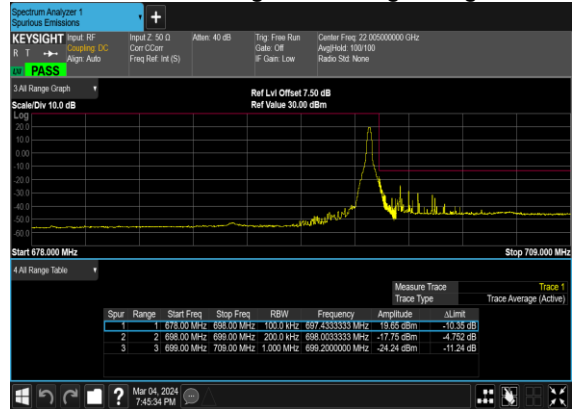 Spectrum Analyzer 1
Spurious Emissions
KEYSIGHT
R T
PASS
Input: RF
Coupling: DC
Align: Auto
Input Z: 50 Ω
Corr CCorr
Freq Ref: Int (S)
Atten: 40 dB
Trig: Free Run
Gate: Off
IF Gain: Low
Center Freq: 22.005000000 GHz
Avg|Hold: 100/100
Radio Std: None
3 All Range Graph
Scale/Div 10.0 dB
Ref Lvl Offset 7.50 dB
Ref Value 30.00 dBm
Log
20.0
10.0
0.00
-10.0
-20.0
-30.0
-40.0
-50.0
-60.0
Start 678.000 MHz
Stop 709.000 MHz
4 All Range Table
Measure Trace Trace 1
Trace Type Trace Average (Active)
Spur Range Start Freq Stop Freq RBW Frequency Amplitude ΔLimit
1 1 678.00 MHz 698.00 MHz 100.0 kHz 697.4333333 MHz 19.65 dBm -10.35 dB
2 2 698.00 MHz 699.00 MHz 200.0 kHz 698.0033333 MHz -17.75 dBm -4.752 dB
3 3 699.00 MHz 709.00 MHz 1.000 MHz 699.2000000 MHz -24.24 dBm -11.24 dB
Mar 04, 2024
7:45:34 PM